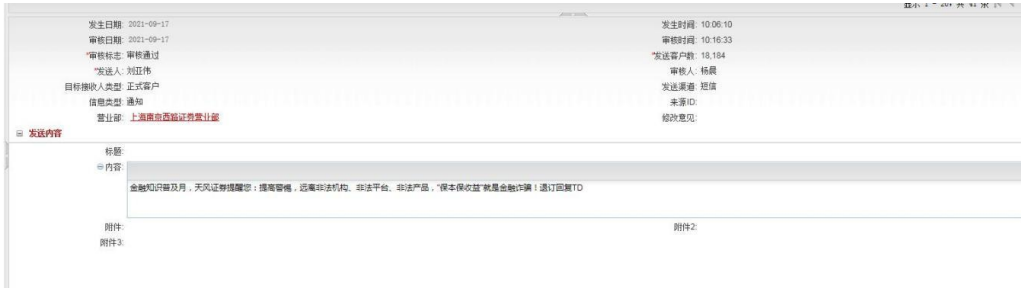 发生日期: 2021-09-17 发生时间: 10:06:10
审核日期: 2021-09-17 审核时间: 10:16:33
*审核标志: 审核通过 *发送客户数: 18,184
*发送人: 刘亚伟 审核人: 杨晨
目标接收人类型: 正式客户 发送渠道: 短信
信息类型: 通知 来源ID:
营业部: 上海南京西路证券营业部 修改意见:
发送内容
标题:
内容:
金融知识普及月，天风证券提醒您：提高警惕，远离非法机构、非法平台、非法产品，"保本保收益"就是金融诈骗！退订回复TD
附件: 附件2:
附件3: